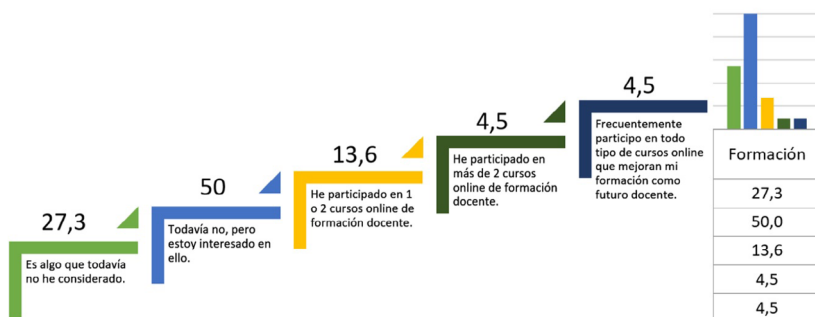 27,3
Es algo que todavía
no he considerado.
50
Todavía no, pero
estoy interesado en
ello.
13,6
He participado en 1
o 2 cursos online de
formación docente.
4,5
He participado en
más de 2 cursos
online de formación
docente.
4,5
Frecuentemente
participo en todo
tipo de cursos online
que mejoran mi
formación como
futuro docente.
Formación
27,3
50,0
13,6
4,5
4,5